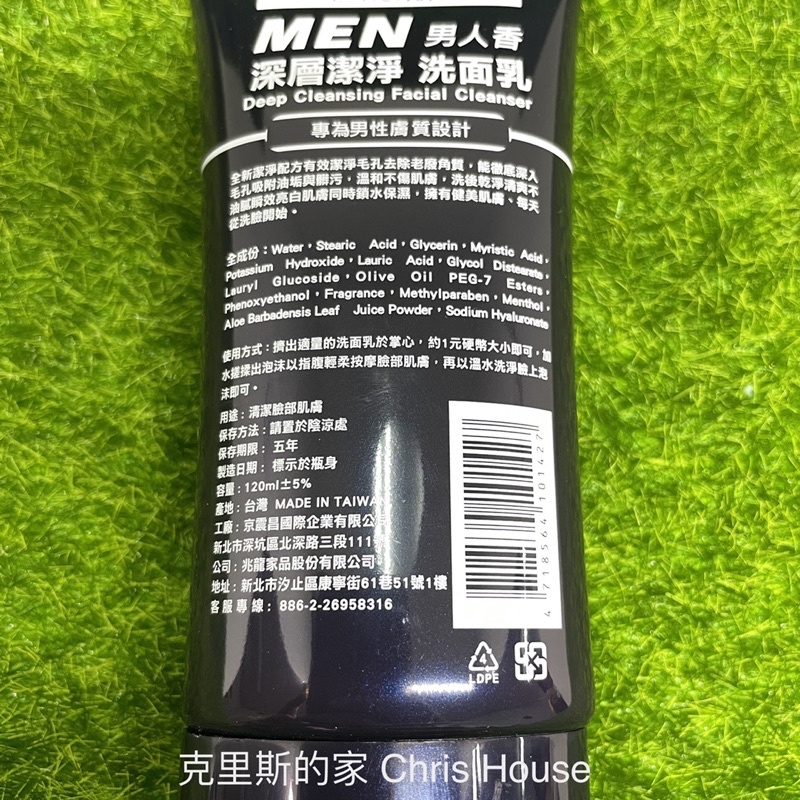 MEN 男人香
深層潔淨 洗面乳
Deep Cleansing Facial Cleanser
專為男性膚質設計
全新潔淨配方有效潔淨毛孔去除老廢角質，能徹底深入
毛孔吸附油垢與髒污，溫和不傷肌膚，洗後乾淨清爽不
油膩瞬效亮白肌膚同時鎖水保濕，擁有健美肌膚、每天
從洗臉開始。
全成份：Water，Stearic Acid，Glycerin，Myristic Acid，
Potassium Hydroxide，Lauric Acid，Glycol Distearate，
Lauryl Glucoside，Olive Oil PEG-7 Esters，
Phenoxyethanol，Fragrance，Methylparaben，Menthol，
Aloe Barbadensis Leaf Juice Powder，Sodium Hyaluronate
使用方式：擠出適量的洗面乳於掌心，約1元硬幣大小即可，加
水搓揉出泡沫以指腹輕柔按摩臉部肌膚，再以溫水洗淨臉上泡
沫即可。
用途：清潔臉部肌膚
保存方法：請置於陰涼處
保存期限：五年
製造日期：標示於瓶身
容量：120ml±5%
產地：台灣 MADE IN TAIWAN
工廠：京震昌國際企業有限公司
新北市深坑區北深路三段111號
公司：兆龍家品股份有限公司
地址：新北市汐止區康寧街61巷51號1樓
客服專線：886-2-26958316
4 718564 101427
4
LDPE
克里斯的家 Chris House